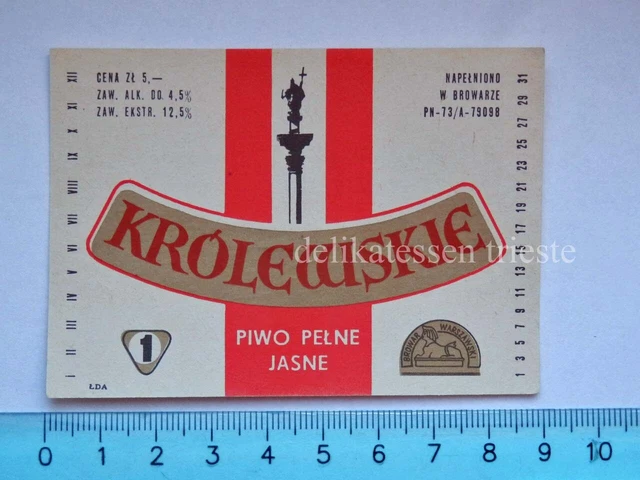 CENA ZŁ 5,—
ZAW. ALK. DO 4,5%
ZAW. EKSTR. 12,5%
NAPEŁNIONO
W BROWARZE
PN-73/A-79098
I II III IV V VI VII VIII IX X XI XII
1 3 5 7 9 11 13 15 17 19 21 23 25 27 29 31
KRÓLEWSKIE
delikatessen trieste
PIWO PEŁNE
JASNE
1
BROWAR WARSZAWSKI
ŁDA
0 1 2 3 4 5 6 7 8 9 10